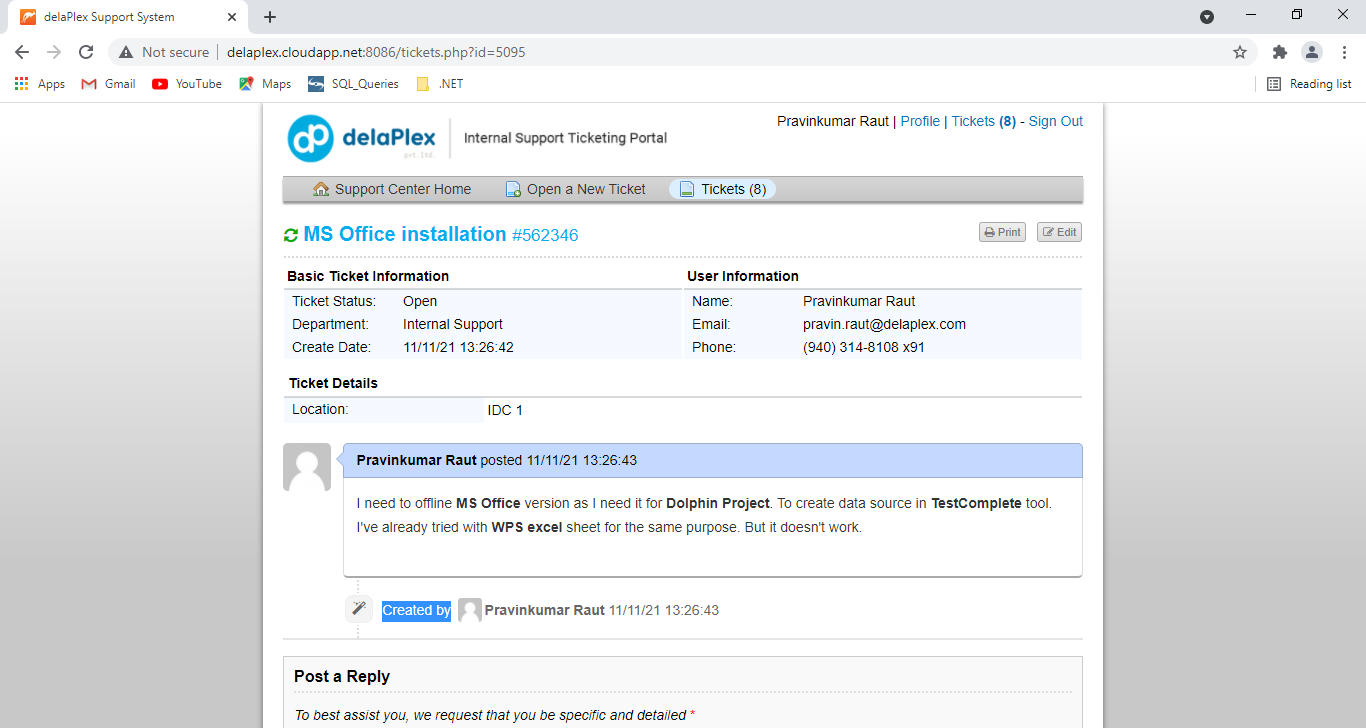 delaPlex Support System
Not secure delaplex.cloudapp.net:8086/tickets.php?id=5095
Apps Gmail YouTube Maps SQL_Queries .NET Reading list
dp delaPlex pvt. ltd. Internal Support Ticketing Portal
Pravinkumar Raut | Profile | Tickets (8) - Sign Out
Support Center Home Open a New Ticket Tickets (8)
MS Office installation #562346 Print Edit
Basic Ticket Information User Information
Ticket Status: Open Name: Pravinkumar Raut
Department: Internal Support Email: pravin.raut@delaplex.com
Create Date: 11/11/21 13:26:42 Phone: (940) 314-8108 x91
Ticket Details
Location: IDC 1
Pravinkumar Raut posted 11/11/21 13:26:43
I need to offline MS Office version as I need it for Dolphin Project. To create data source in TestComplete tool.
I've already tried with WPS excel sheet for the same purpose. But it doesn't work.
Created by Pravinkumar Raut 11/11/21 13:26:43
Post a Reply
To best assist you, we request that you be specific and detailed *